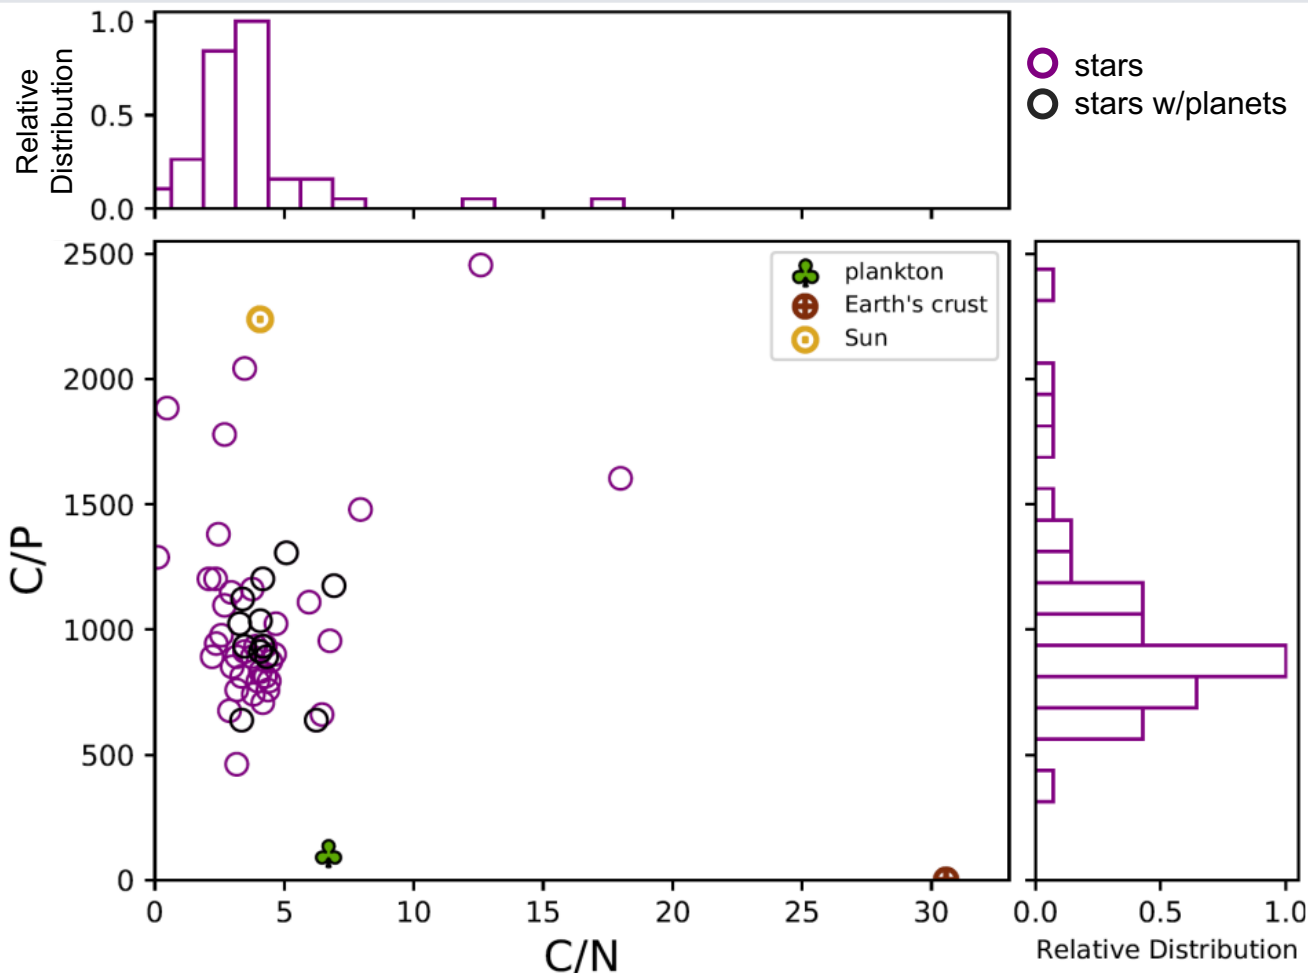 Relative
Distribution
1.0
0.5
0.0
stars
stars w/planets
C/P
2500
2000
1500
1000
500
0
plankton
Earth's crust
Sun
0 5 10 15 20 25 30
C/N
0.0 0.5 1.0
Relative Distribution